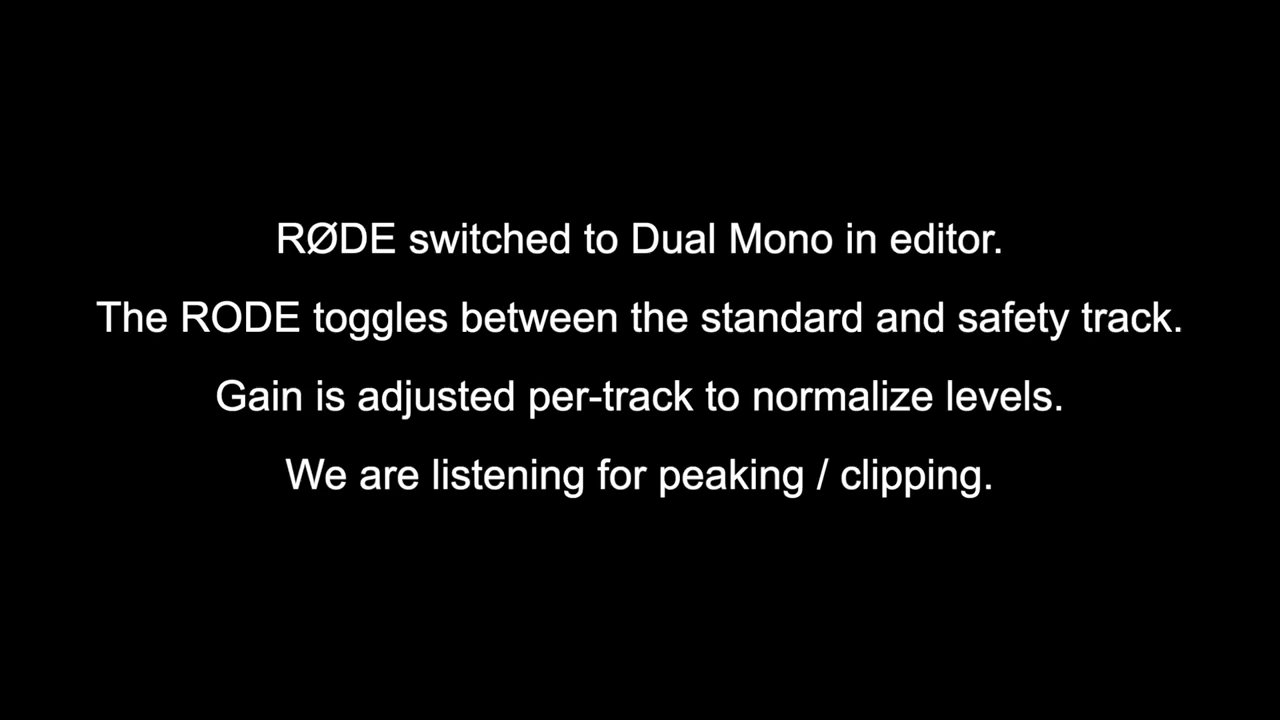 RØDE switched to Dual Mono in editor.
The RODE toggles between the standard and safety track.
Gain is adjusted per-track to normalize levels.
We are listening for peaking / clipping.